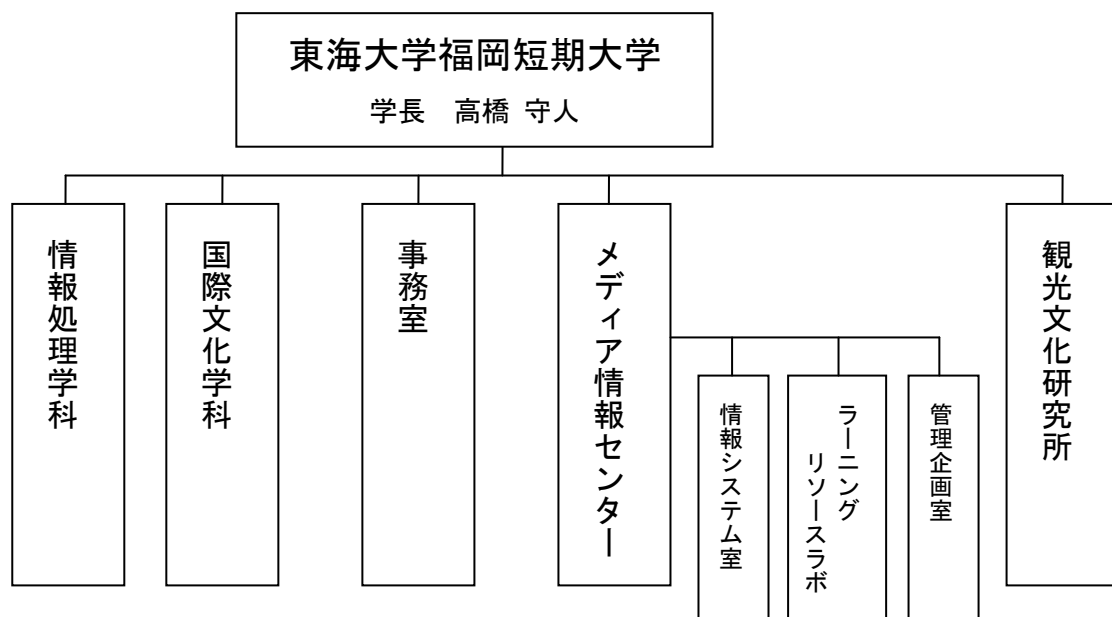 東海大学福岡短期大学
学長 高橋 守人
情報処理学科
国際文化学科
事務室
メディア情報センター
情報システム室
ラーニング
リソースラボ
管理企画室
観光文化研究所